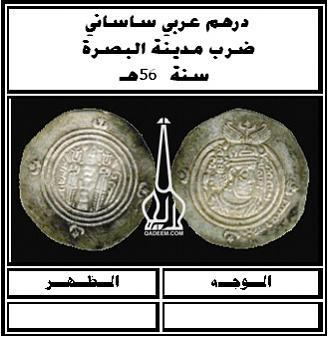 درهم عربي ساساني
ضرب مدينة البصرة
سنة 56هـ
QADEEM.COM
الوجه
الظهر